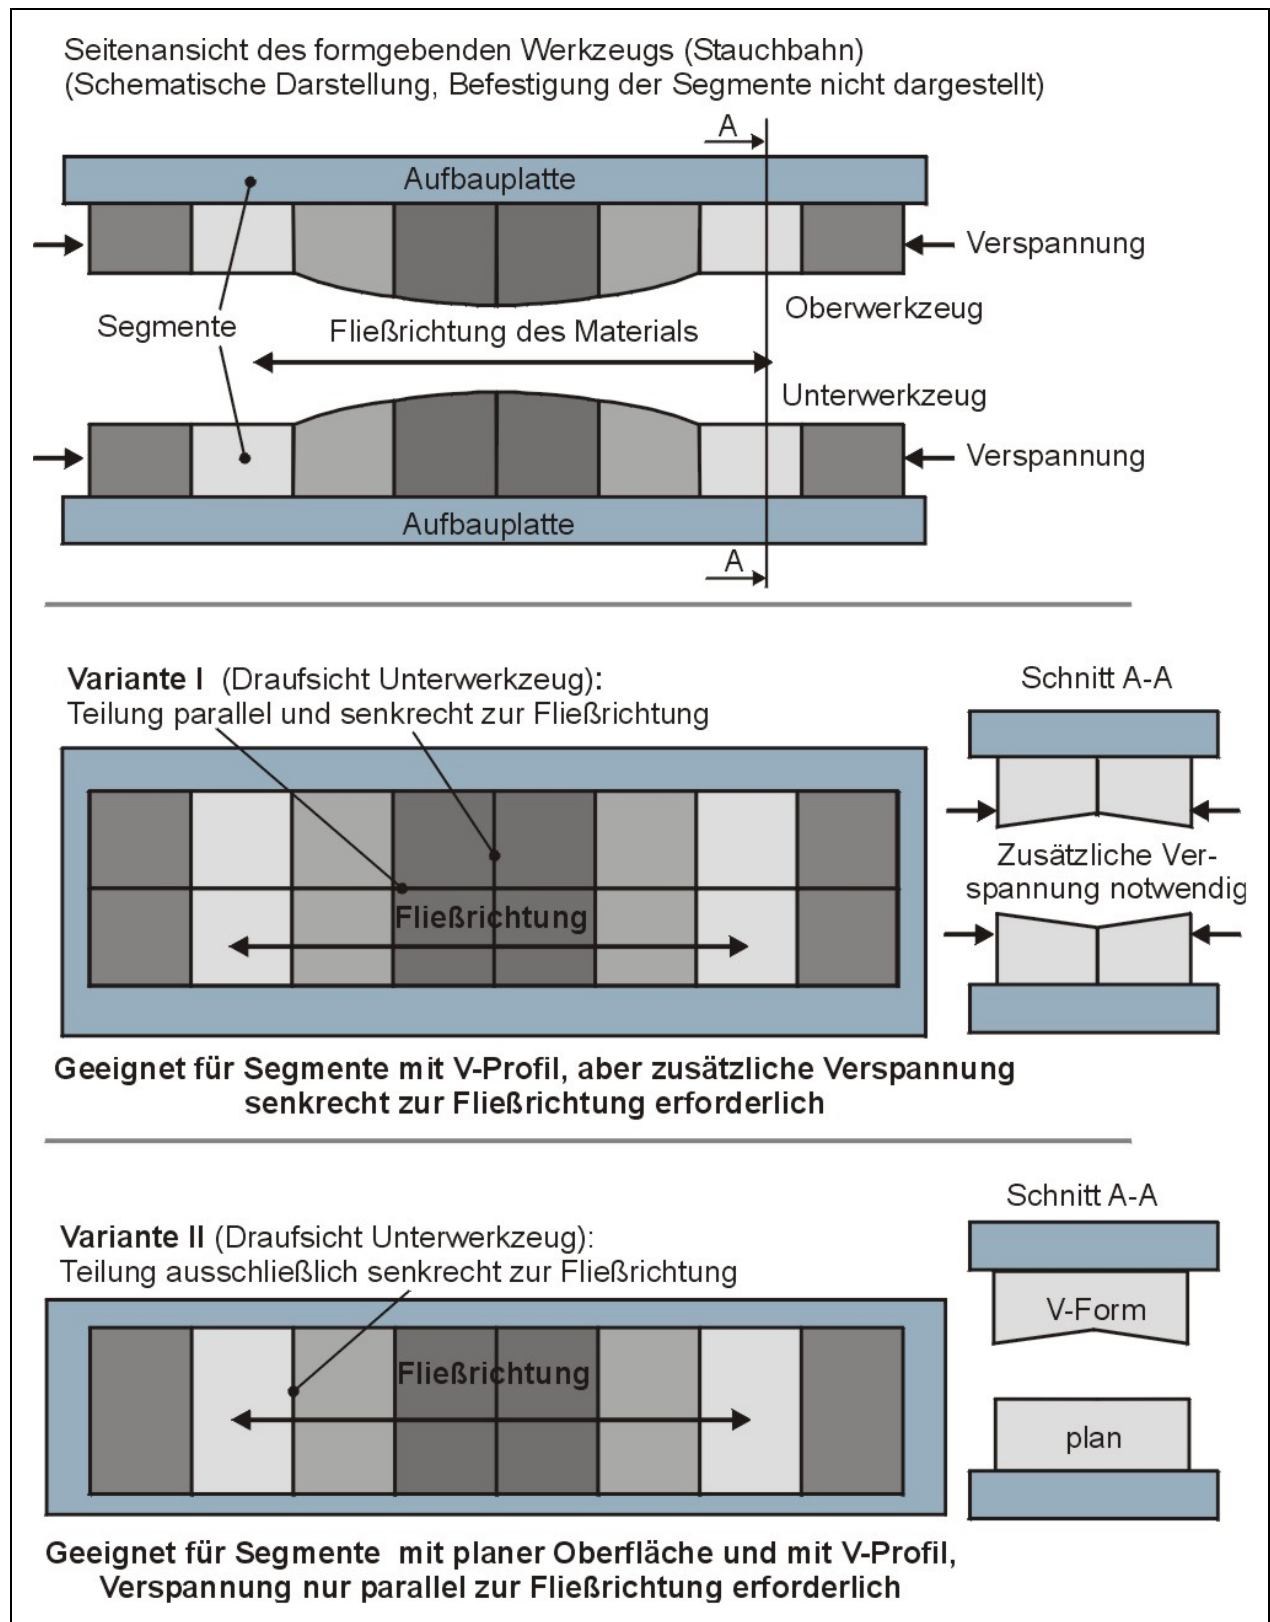 Seitenansicht des formgebenden Werkzeugs (Stauchbahn)
(Schematische Darstellung, Befestigung der Segmente nicht dargestellt)
A
Aufbauplatte
Verspannung
Oberwerkzeug
Segmente
Fließrichtung des Materials
Unterwerkzeug
Verspannung
Aufbauplatte
A
Variante I (Draufsicht Unterwerkzeug):
Teilung parallel und senkrecht zur Fließrichtung
Schnitt A-A
Zusätzliche Ver-
spannung notwendig
Fließrichtung
Geeignet für Segmente mit V-Profil, aber zusätzliche Verspannung
senkrecht zur Fließrichtung erforderlich
Schnitt A-A
Variante II (Draufsicht Unterwerkzeug):
Teilung ausschließlich senkrecht zur Fließrichtung
V-Form
Fließrichtung
plan
Geeignet für Segmente mit planer Oberfläche und mit V-Profil,
Verspannung nur parallel zur Fließrichtung erforderlich